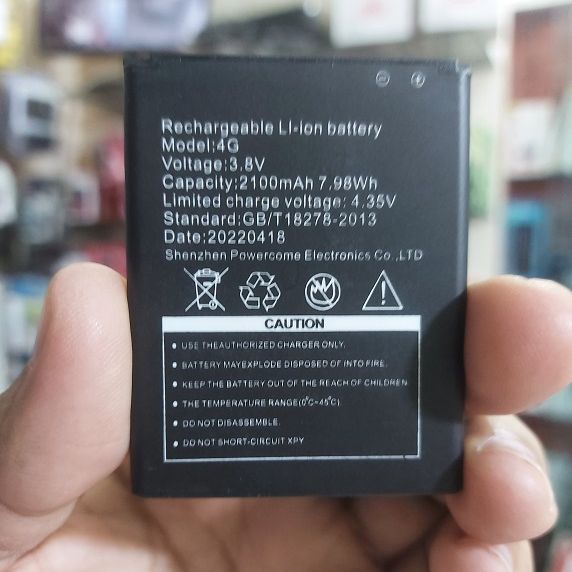 Rechargeable LI-ion battery
Model:4G
Voltage:3.8V
Capacity:2100mAh 7.98Wh
Limited charge voltage: 4.35V
Standard:GB/T18278-2013
Date:20220418
Shenzhen Powercome Electronics Co.,LTD
CAUTION
● USE THEAUTHORIZED CHARGER ONLY.
● BATTERY MAYEXPLODE DISPOSED OF INTO FIRE.
● KEEP THE BATTERY OUT OF THE REACH OF CHILDREN
● THE TEMPERATURE RANGE(0°C~45°C).
● DO NOT DISASSEMBLE.
● DO NOT SHORT-CIRCUIT XPY